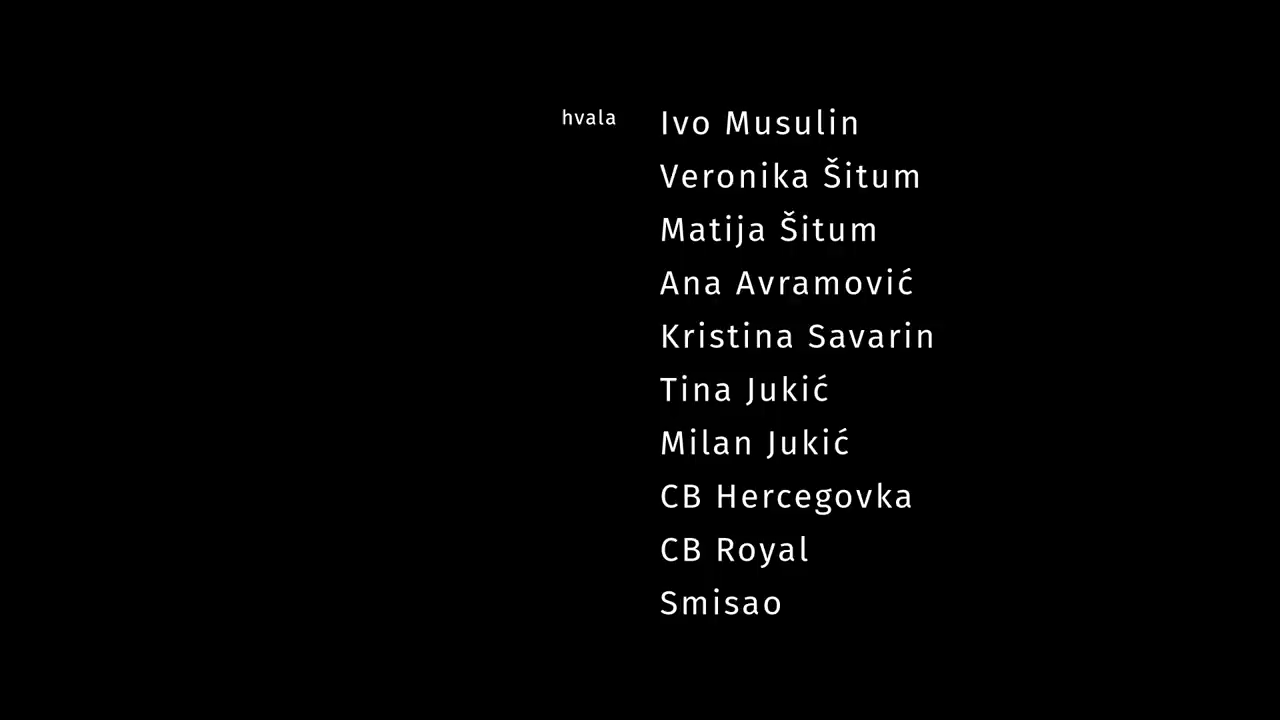 hvala Ivo Musulin
Veronika Šitum
Matija Šitum
Ana Avramović
Kristina Savarin
Tina Jukić
Milan Jukić
CB Hercegovka
CB Royal
Smisao